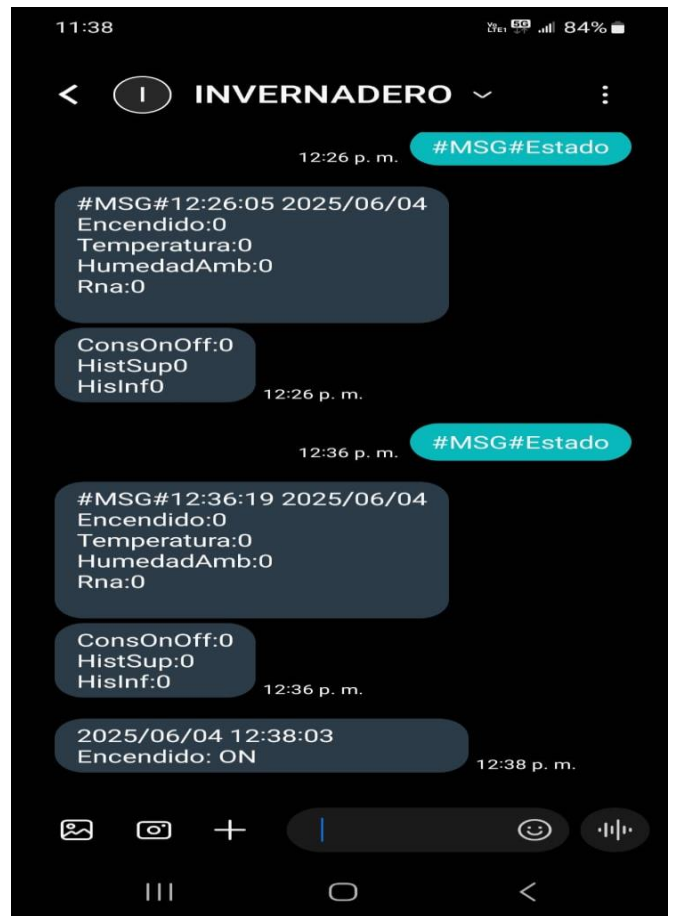 11:38
Vo LTE1 5G 84%
I INVERNADERO
#MSG#Estado
12:26 p. m.
#MSG#12:26:05 2025/06/04
Encendido:0
Temperatura:0
HumedadAmb:0
Rna:0
ConsOnOff:0
HistSup0
HisInf0
12:26 p. m.
#MSG#Estado
12:36 p. m.
#MSG#12:36:19 2025/06/04
Encendido:0
Temperatura:0
HumedadAmb:0
Rna:0
ConsOnOff:0
HistSup:0
HisInf:0
12:36 p. m.
2025/06/04 12:38:03
Encendido: ON
12:38 p. m.